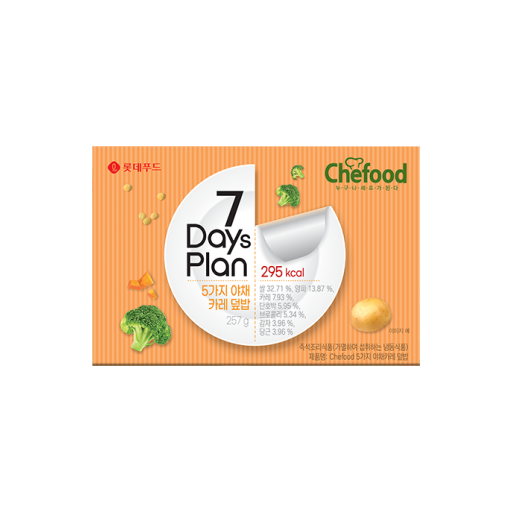 롯데푸드
Chefood
누구나셰프가된다
7
Days
Plan
5가지 야채
카레 덮밥
257 g
295 kcal
쌀 32.71 %, 양파 13.87 %,
카레 7.93 %,
단호박 5.95 %,
브로콜리 5.34 %,
감자 3.96 %,
당근 3.96 %
이미지 예
즉석조리식품(가열하여 섭취하는 냉동식품)
제품명: Chefood 5가지 야채카레 덮밥